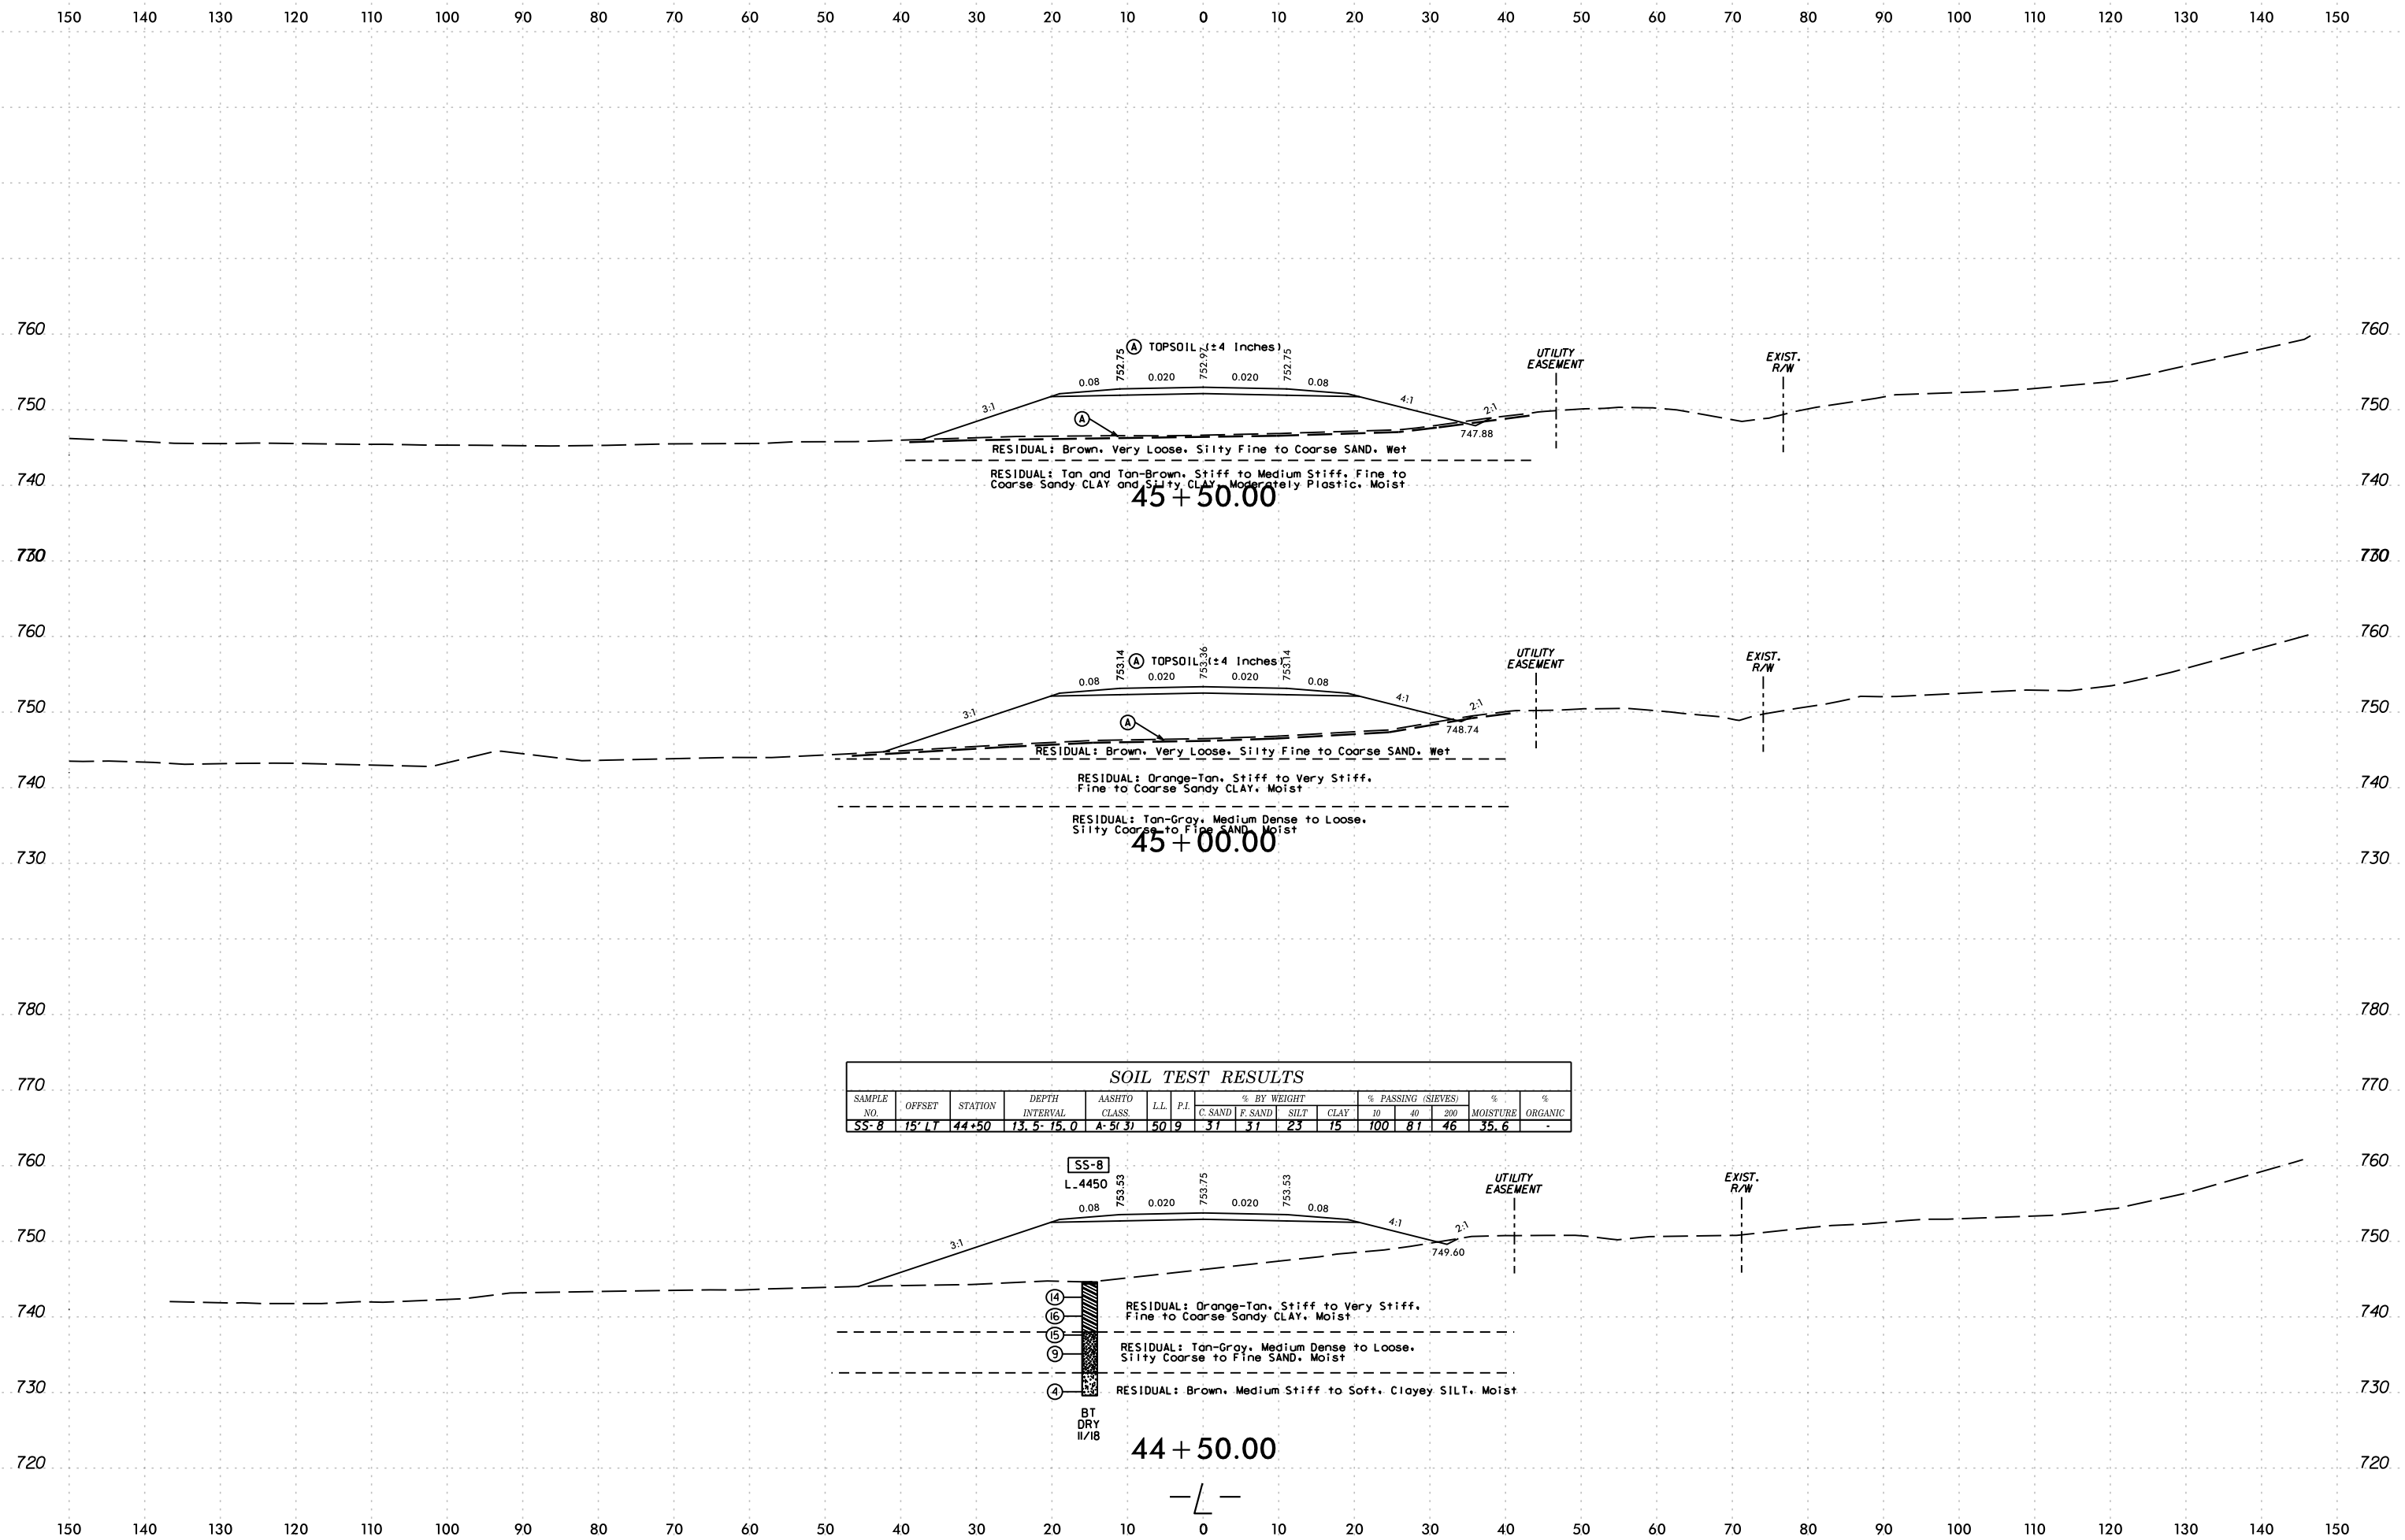 150 140 130 120 110 100 90 80 70 60 50 40 30 20 10 0 10 20 30 40 50 60 70 80 90 100 110 120 130 140 150
760 760
Ⓐ TOPSOIL (±4 Inches)
752.75 752.97 752.75
0.08 0.020 0.020 0.08
UTILITY
EASEMENT
EXIST.
R/W
750 3:1 4:1 2:1 750
A
747.88
RESIDUAL: Brown, Very Loose, Silty Fine to Coarse SAND, Wet
RESIDUAL: Tan and Tan-Brown, Stiff to Medium Stiff, Fine to
Coarse Sandy CLAY and Silty CLAY, Moderately Plastic, Moist
740 740
45+50.00
730 730
760 760
Ⓐ TOPSOIL (±4 Inches)
753.14 753.36 753.14
0.08 0.020 0.020 0.08
UTILITY
EASEMENT
EXIST.
R/W
750 3:1 4:1 2:1 750
A
748.74
RESIDUAL: Brown, Very Loose, Silty Fine to Coarse SAND, Wet
RESIDUAL: Orange-Tan, Stiff to Very Stiff,
Fine to Coarse Sandy CLAY, Moist
740 740
RESIDUAL: Tan-Gray, Medium Dense to Loose,
Silty Coarse to Fine SAND, Moist
45+00.00
730 730
780 780
770 770
SOIL TEST RESULTS
SAMPLE NO. OFFSET STATION DEPTH INTERVAL AASHTO CLASS. L.L. P.I. % BY WEIGHT % PASSING (SIEVES) % MOISTURE % ORGANIC
C. SAND F. SAND SILT CLAY 10 40 200
SS-8 15' LT 44+50 13.5-15.0 A-5(3) 50 9 31 31 23 15 100 81 46 35.6 -
760 760
SS-8
L_4450
753.53 753.75 753.53
0.08 0.020 0.020 0.08
UTILITY
EASEMENT
EXIST.
R/W
750 3:1 4:1 2:1 750
749.60
14
16
15
9
4
RESIDUAL: Orange-Tan, Stiff to Very Stiff,
Fine to Coarse Sandy CLAY, Moist
740 740
RESIDUAL: Tan-Gray, Medium Dense to Loose,
Silty Coarse to Fine SAND, Moist
730 730
RESIDUAL: Brown, Medium Stiff to Soft, Clayey SILT, Moist
BT
DRY
11/18
44+50.00
720 720
-L-
150 140 130 120 110 100 90 80 70 60 50 40 30 20 10 0 10 20 30 40 50 60 70 80 90 100 110 120 130 140 150